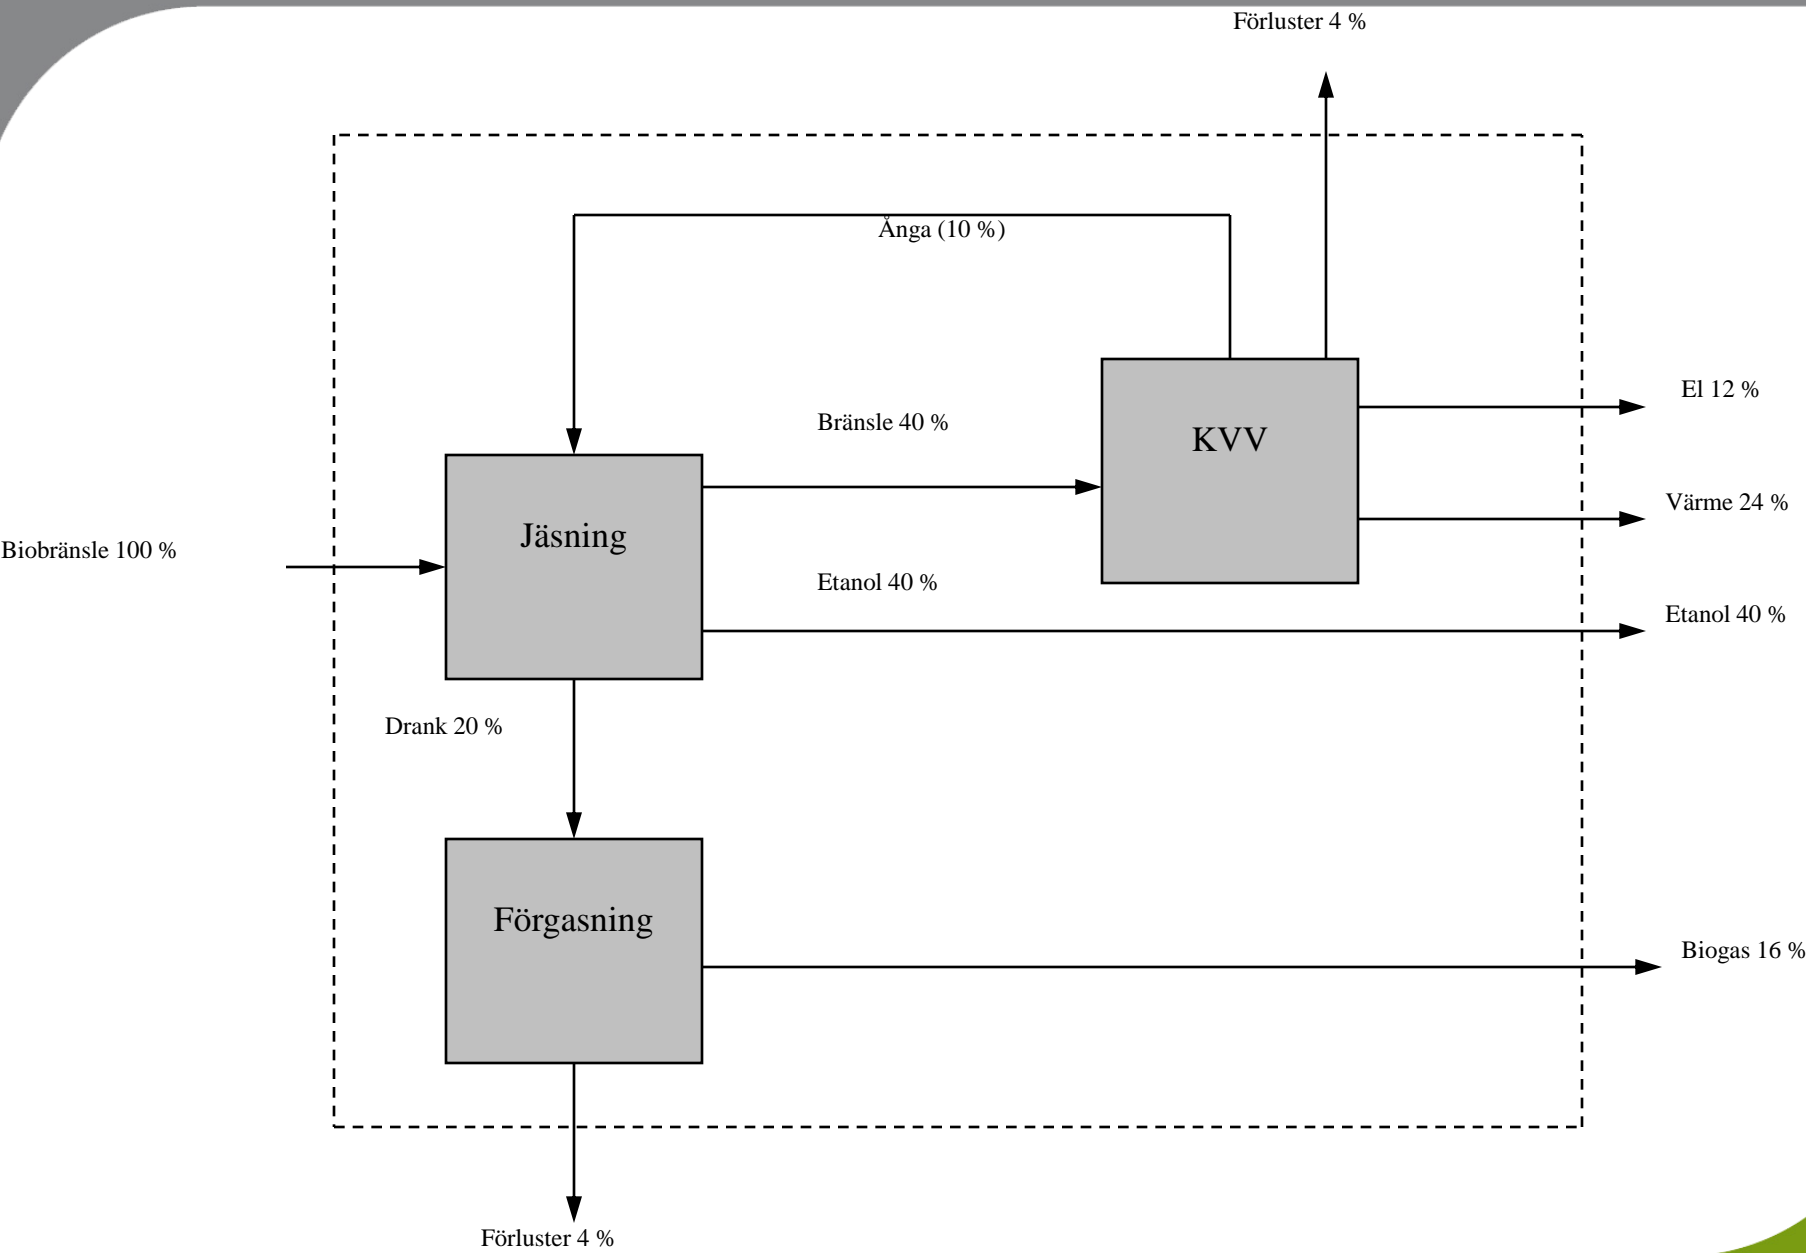 Förluster 4 %
Ånga (10 %)
El 12 %
Bränsle 40 %
KVV
Värme 24 %
Jäsning
Biobränsle 100 %
Etanol 40 %
Etanol 40 %
Drank 20 %
Förgasning
Biogas 16 %
Förluster 4 %